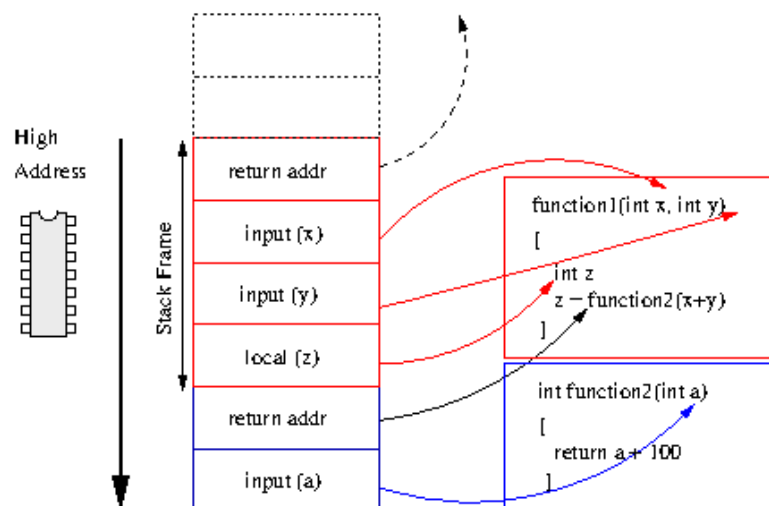 High
Address
Stack Frame
return addr
input (x)
input (y)
local (z)
return addr
input (a)
function1(int x, int y)
[
int z
z = function2(x+y)
]
int function2(int a)
[
return a + 100
]